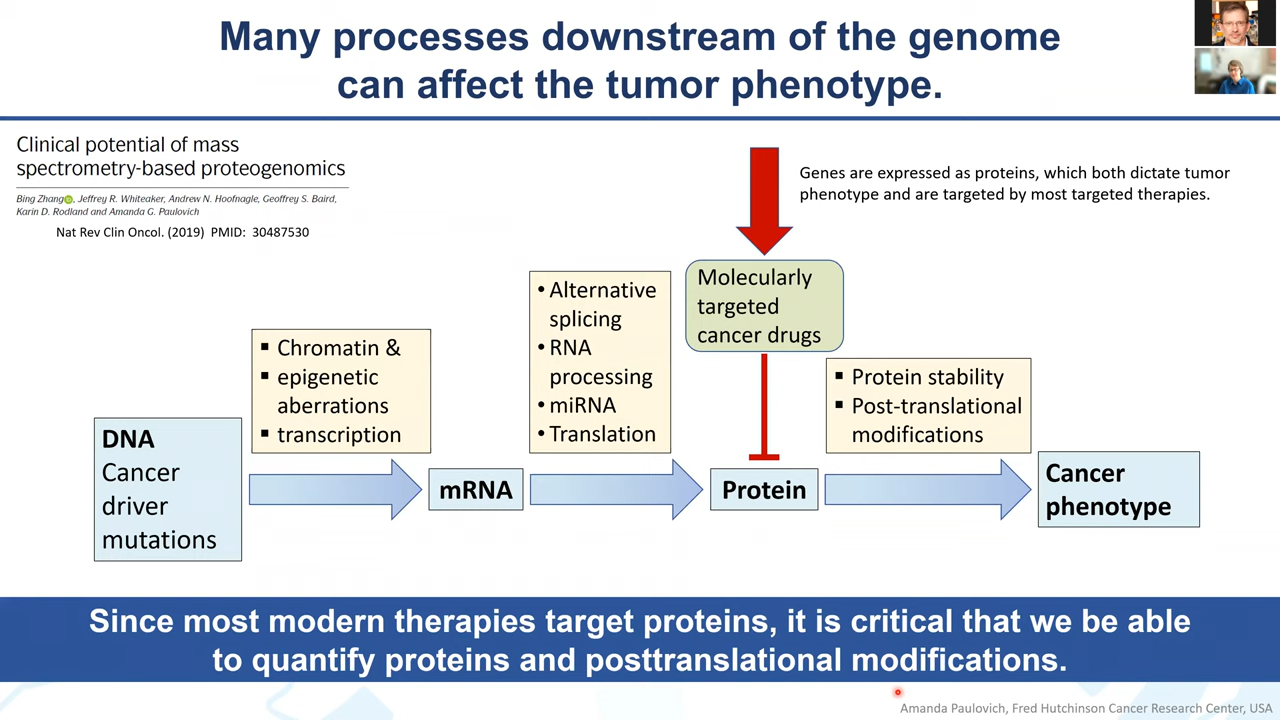 Many processes downstream of the genome
can affect the tumor phenotype.
Clinical potential of mass
spectrometry-based proteogenomics
Bing Zhang, Jeffrey R. Whiteaker, Andrew N. Hoofnagle, Geoffrey S. Baird,
Karin D. Rodland and Amanda G. Paulovich
Nat Rev Clin Oncol. (2019) PMID: 30487530
Genes are expressed as proteins, which both dictate tumor
phenotype and are targeted by most targeted therapies.
Molecularly
targeted
cancer drugs
DNA
Cancer
driver
mutations
▪ Chromatin &
▪ epigenetic
aberrations
▪ transcription
mRNA
• Alternative
splicing
• RNA
processing
• miRNA
• Translation
Protein
▪ Protein stability
▪ Post-translational
modifications
Cancer
phenotype
Since most modern therapies target proteins, it is critical that we be able
to quantify proteins and posttranslational modifications.
Amanda Paulovich, Fred Hutchinson Cancer Research Center, USA